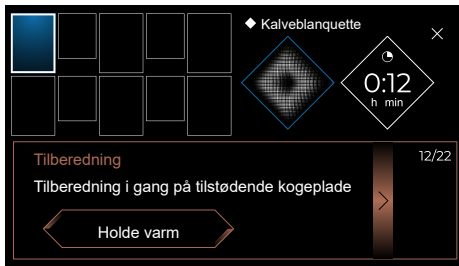 Kalveblanquette
0:12
h min
Tilberedning
12/22
Tilberedning i gang på tilstødende kogeplade
Holde varm